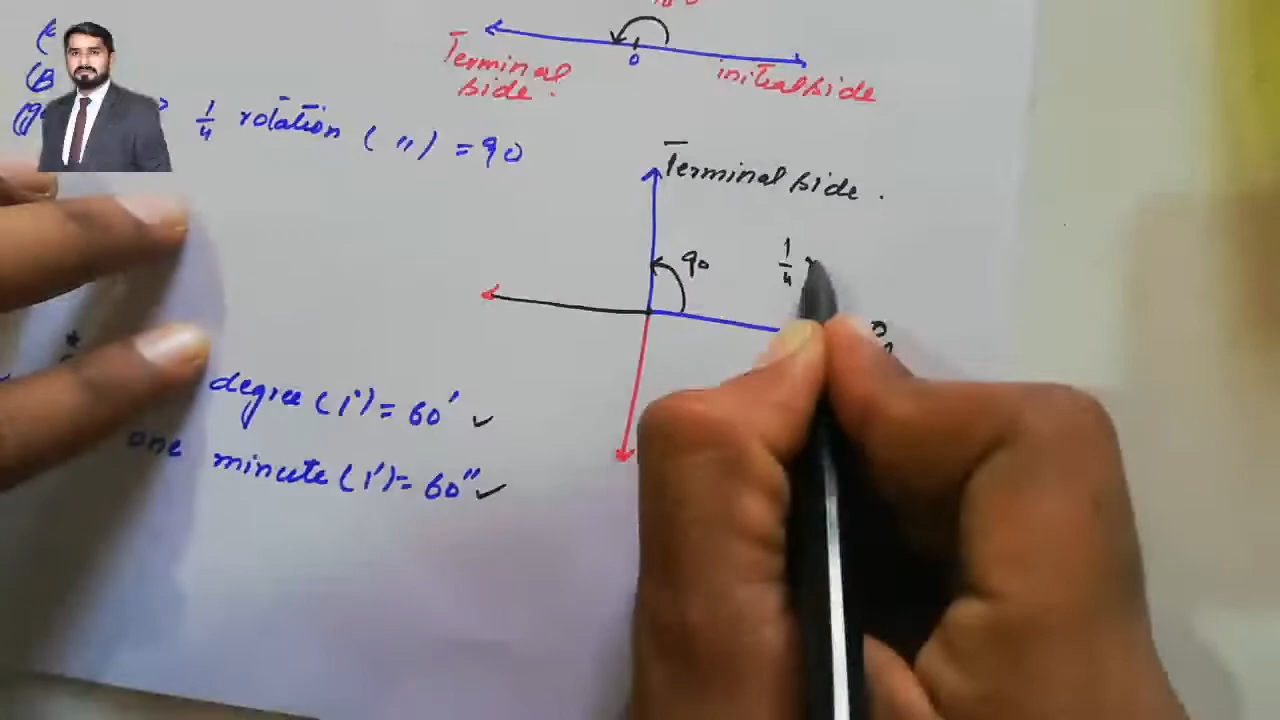 0
Terminal
side.
initial side
1/4 rotation ( " ) = 90
Terminal side.
90
1/4
degree (1°) = 60′ ✓
one minute (1′) = 60″ ✓